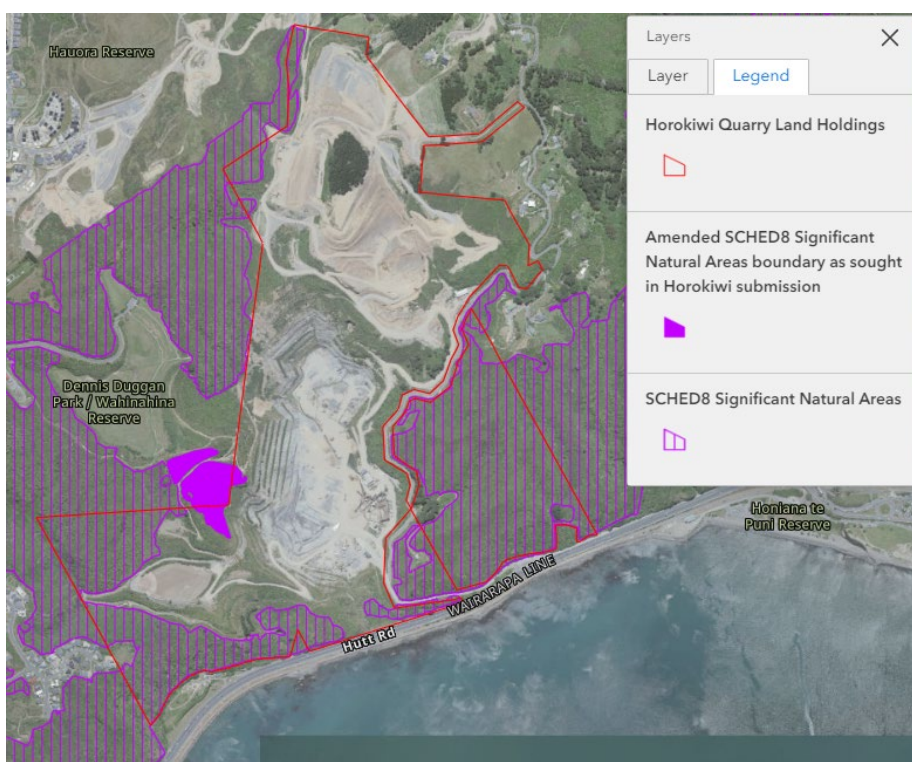 Hauora Reserve
Dennis Duggan
Park / Wahinahina
Reserve
Hutt Rd
WAIRARAPA LINE
Honiana te
Puni Reserve
Layers
Layer
Legend
Horokiwi Quarry Land Holdings
Amended SCHED8 Significant
Natural Areas boundary as sought
in Horokiwi submission
SCHED8 Significant Natural Areas